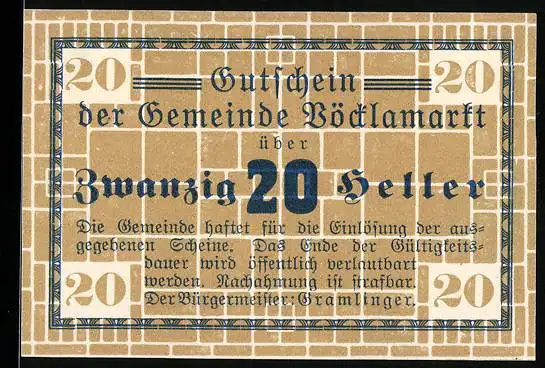 20 Gutschein 20
der Gemeinde Vöcklamarkt
über
Zwanzig 20 Heller
Die Gemeinde haftet für die Einlösung der aus-
gegebenen Scheine. Das Ende der Gültigkeits-
dauer wird öffentlich verlautbart
werden. Nachahmung ist strafbar.
20 Der Bürgermeister: Gramlinger. 20